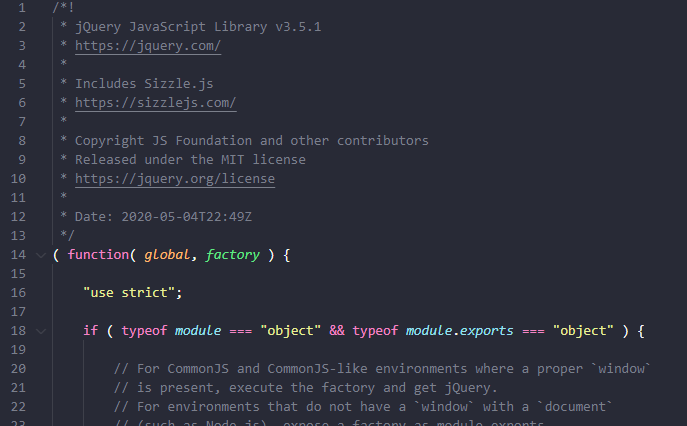 1 /*!
2  * jQuery JavaScript Library v3.5.1
3  * https://jquery.com/
4  *
5  * Includes Sizzle.js
6  * https://sizzlejs.com/
7  *
8  * Copyright JS Foundation and other contributors
9  * Released under the MIT license
10  * https://jquery.org/license
11  *
12  * Date: 2020-05-04T22:49Z
13  */
14 ( function( global, factory ) {
15
16     "use strict";
17
18     if ( typeof module === "object" && typeof module.exports === "object" ) {
19
20         // For CommonJS and CommonJS-like environments where a proper `window`
21         // is present, execute the factory and get jQuery.
22         // For environments that do not have a `window` with a `document`
23         // (such as Node.js), expose a factory as module.exports